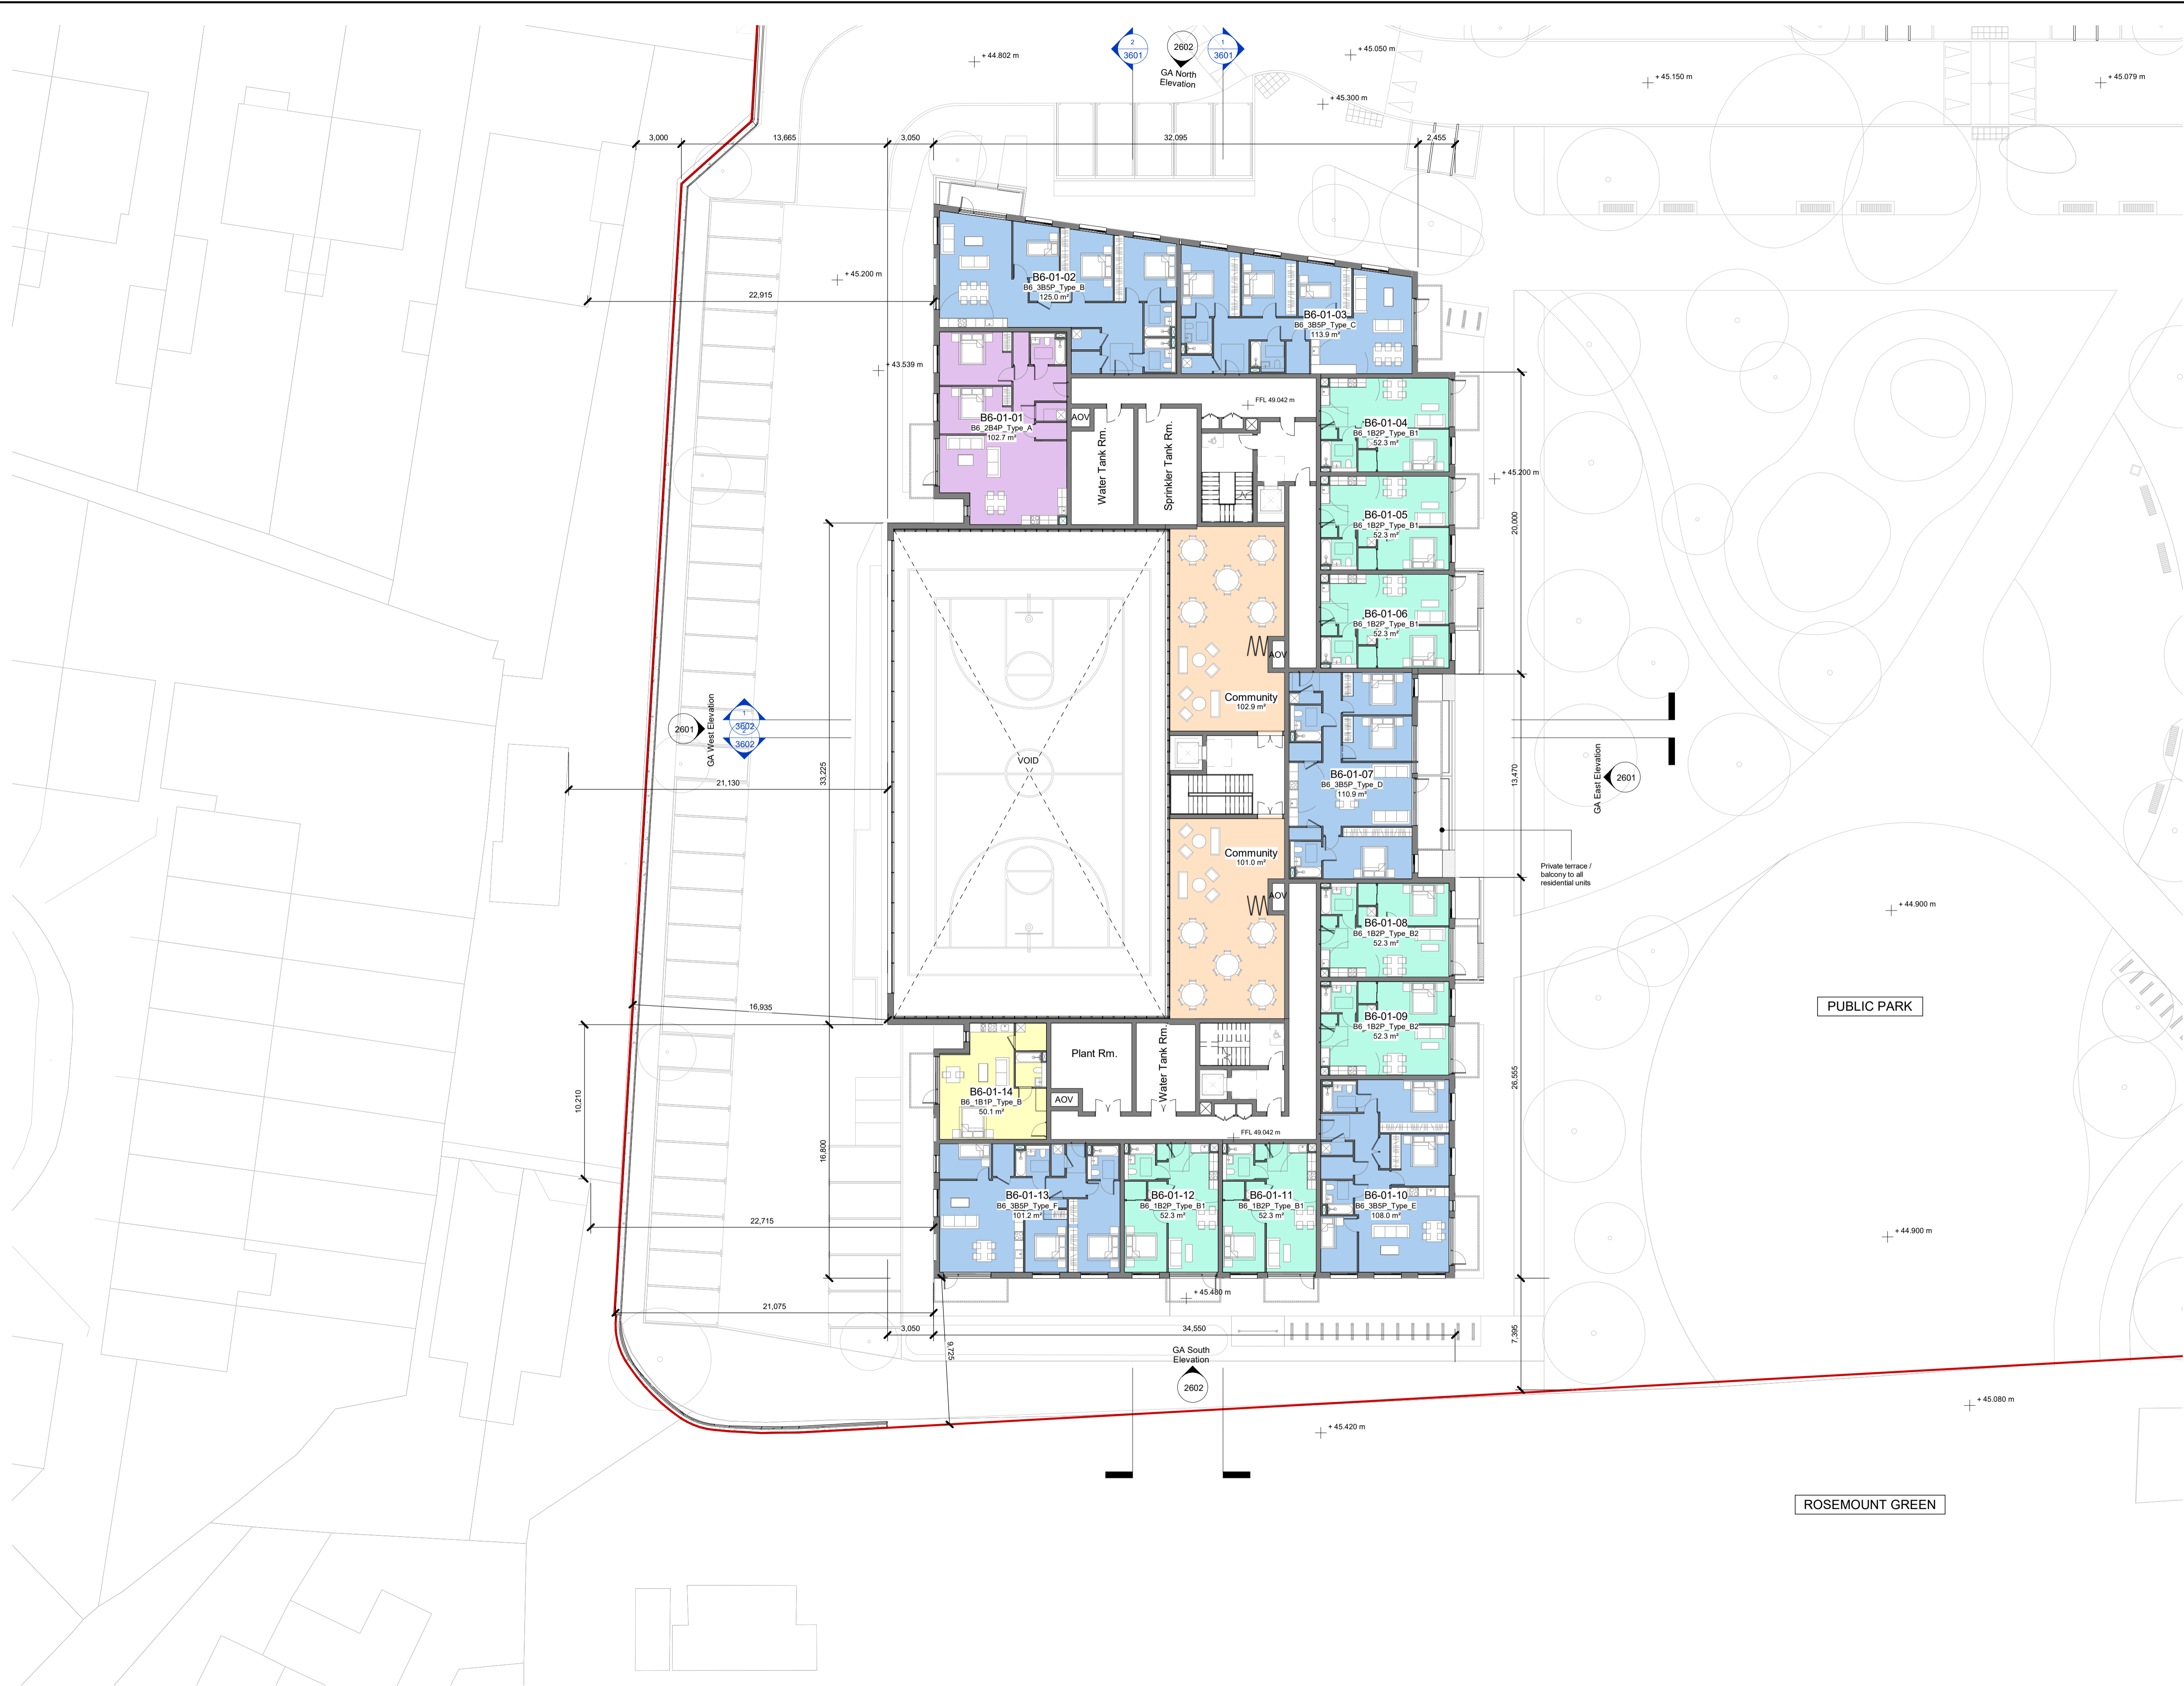 2
3601
2602
1
3601
GA North
Elevation
+ 44.802 m
+ 45.050 m
+ 45.150 m
+ 45.079 m
+ 45.300 m
3,000
13,665
3,050
32,095
2,455
+ 45.200 m
22,915
+ 43.539 m
B6-01-02
B6_3B5P_Type_B
125.0 m²
B6-01-03
B6_3B5P_Type_C
113.9 m²
B6-01-01
B6_2B4P_Type_A
102.7 m²
AOV
Water Tank Rm.
Sprinkler Tank Rm.
FFL 49.042 m
B6-01-04
B6_1B2P_Type_B1
52.3 m²
+ 45.200 m
B6-01-05
B6_1B2P_Type_B1
52.3 m²
20,000
B6-01-06
B6_1B2P_Type_B1
52.3 m²
AOV
Community
102.9 m²
2601
GA West Elevation
1
3602
2
3602
21,130
33,225
VOID
B6-01-07
B6_3B5P_Type_D
110.9 m²
13,470
GA East Elevation
2601
Community
101.0 m²
Private terrace /
balcony to all
residential units
AOV
B6-01-08
B6_1B2P_Type_B2
52.3 m²
+ 44.900 m
16,935
B6-01-09
B6_1B2P_Type_B2
52.3 m²
PUBLIC PARK
Plant Rm.
Water Tank Rm.
B6-01-14
B6_1B1P_Type_B
50.1 m²
AOV
10,210
26,555
16,800
FFL 49.042 m
B6-01-13
B6_3B5P_Type_F
101.2 m²
B6-01-12
B6_1B2P_Type_B1
52.3 m²
B6-01-11
B6_1B2P_Type_B1
52.3 m²
B6-01-10
B6_3B5P_Type_E
108.0 m²
22,715
+ 44.900 m
+ 45.480 m
21,075
3,050
34,550
9,725
7,395
GA South
Elevation
2602
+ 45.080 m
+ 45.420 m
ROSEMOUNT GREEN